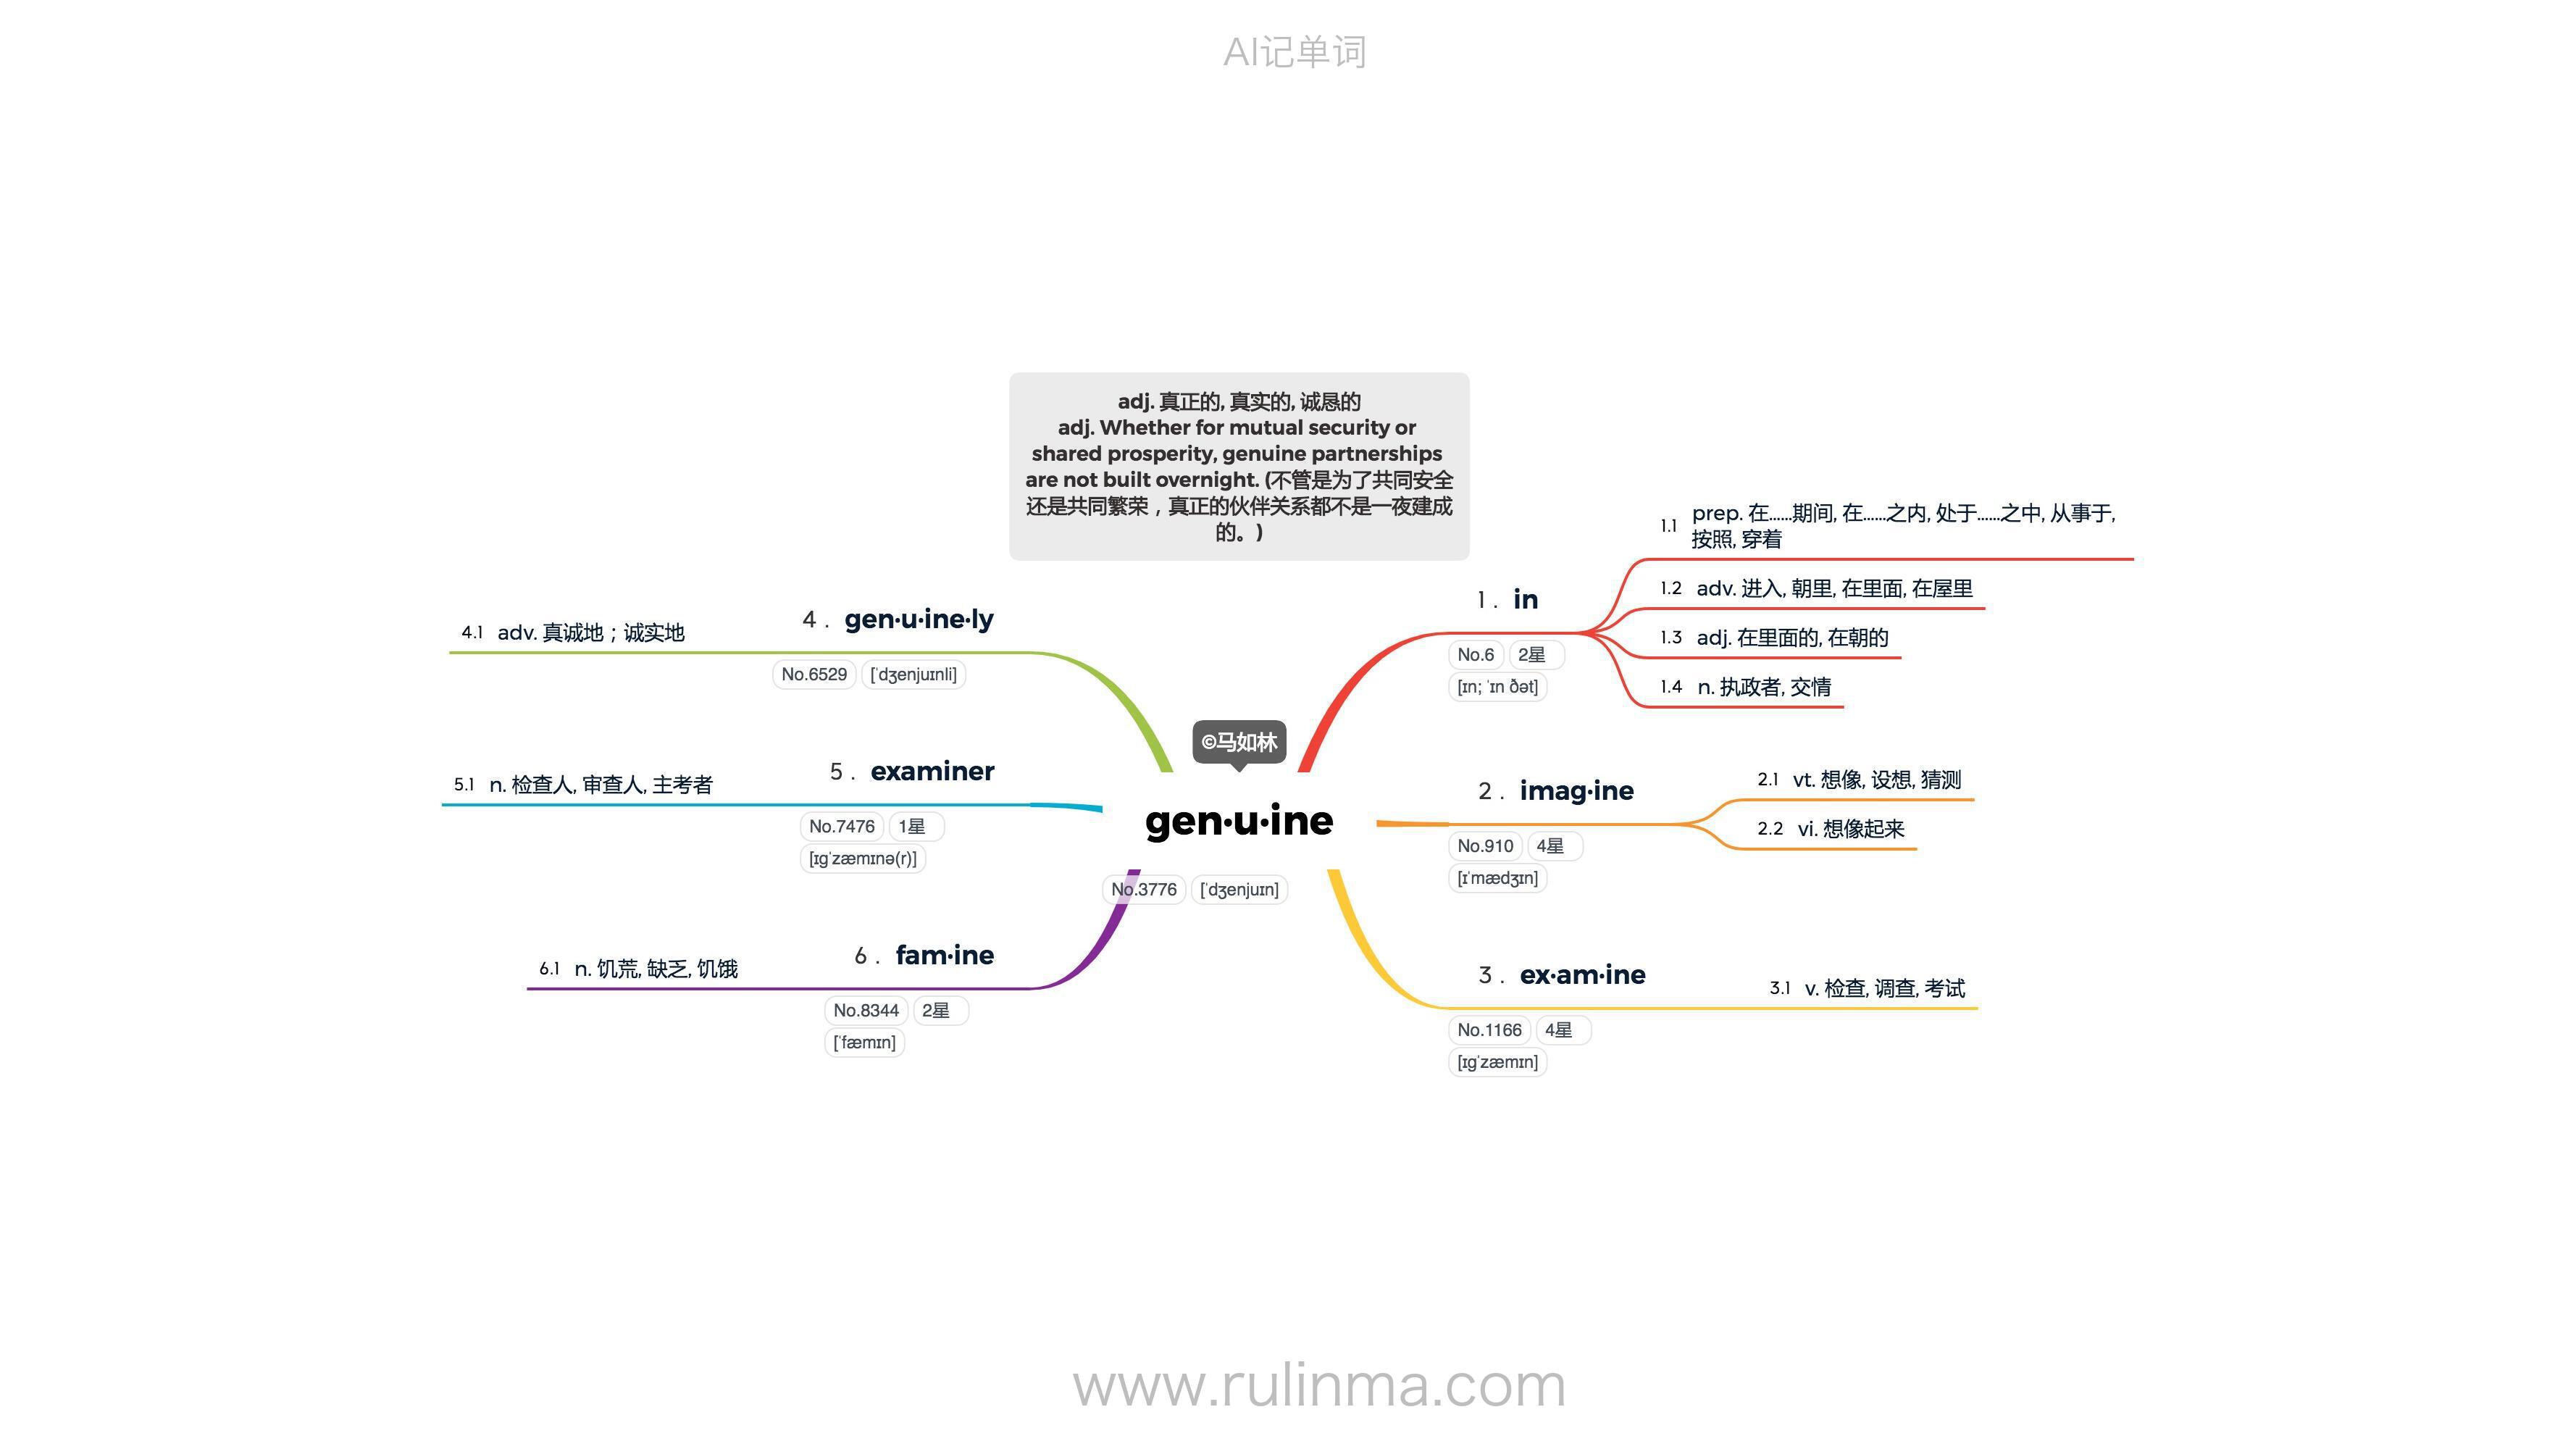 AI记单词
adj. 真正的, 真实的, 诚恳的
adj. Whether for mutual security or
shared prosperity, genuine partnerships
are not built overnight. (不管是为了共同安全
还是共同繁荣，真正的伙伴关系都不是一夜建成
的。)
©马如林
gen·u·ine
No.3776 [ˈdʒenjuɪn]
1 . in
No.6 2星
[ɪn; ˈɪn ðət]
1.1 prep. 在......期间, 在......之内, 处于......之中, 从事于,
按照, 穿着
1.2 adv. 进入, 朝里, 在里面, 在屋里
1.3 adj. 在里面的, 在朝的
1.4 n. 执政者, 交情
2 . imag·ine
No.910 4星
[ɪˈmædʒɪn]
2.1 vt. 想像, 设想, 猜测
2.2 vi. 想像起来
3 . ex·am·ine
No.1166 4星
[ɪɡˈzæmɪn]
3.1 v. 检查, 调查, 考试
4 . gen·u·ine·ly
No.6529 [ˈdʒenjuɪnli]
4.1 adv. 真诚地；诚实地
5 . examiner
No.7476 1星
[ɪɡˈzæmɪnə(r)]
5.1 n. 检查人, 审查人, 主考者
6 . fam·ine
No.8344 2星
[ˈfæmɪn]
6.1 n. 饥荒, 缺乏, 饥饿
www.rulinma.com